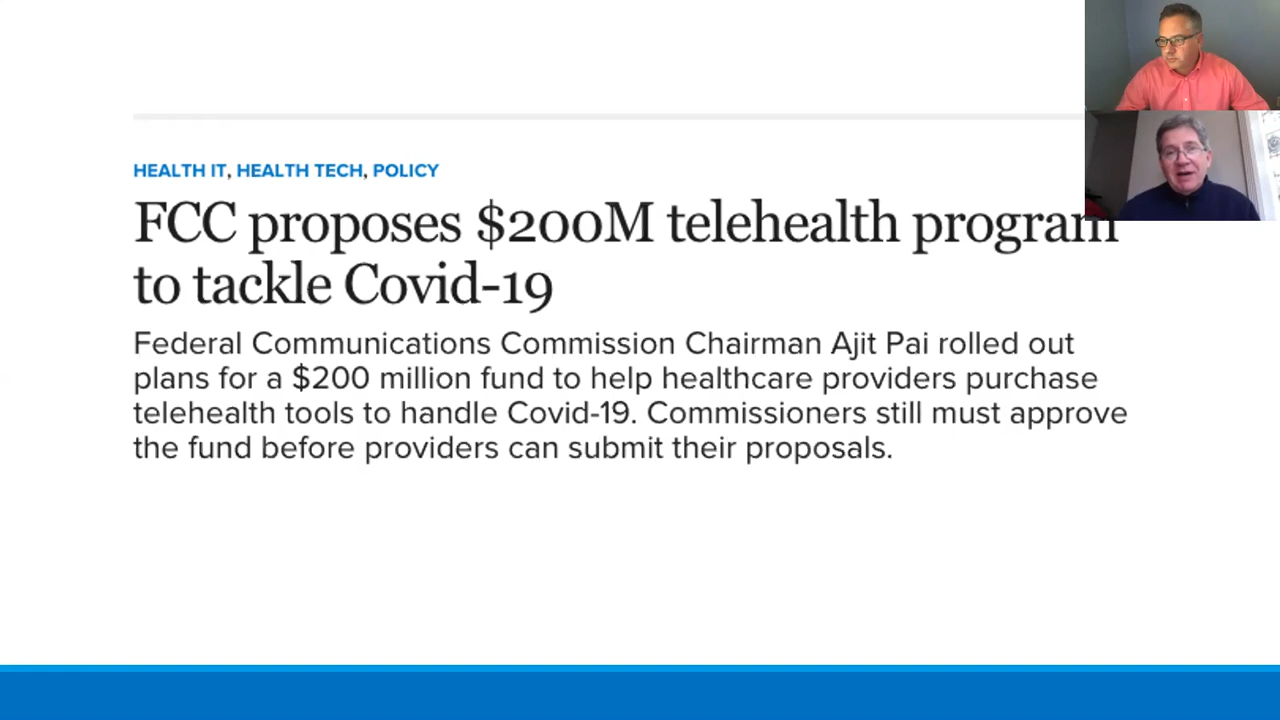 HEALTH IT, HEALTH TECH, POLICY
FCC proposes $200M telehealth program
to tackle Covid-19
Federal Communications Commission Chairman Ajit Pai rolled out
plans for a $200 million fund to help healthcare providers purchase
telehealth tools to handle Covid-19. Commissioners still must approve
the fund before providers can submit their proposals.